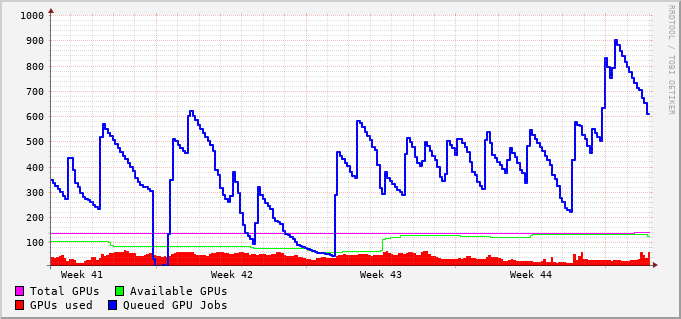 1000
900
800
700
600
500
400
300
200
100
Week 41 Week 42 Week 43 Week 44
Total GPUs Available GPUs
GPUs used Queued GPU Jobs
RRDTOOL / TOBI OETIKER